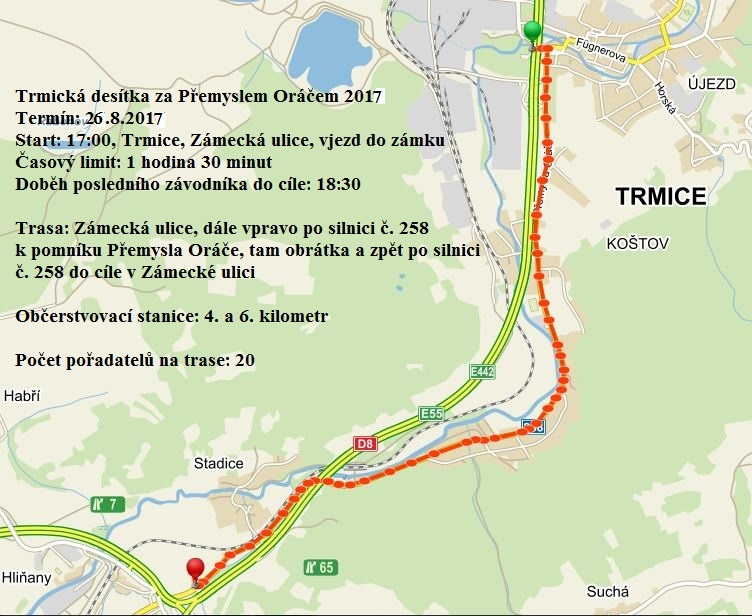 Trmická desítka za Přemyslem Oráčem 2017
Termín: 26.8.2017
Start: 17:00, Trmice, Zámecká ulice, vjezd do zámku
Časový limit: 1 hodina 30 minut
Doběh posledního závodníka do cíle: 18:30
Trasa: Zámecká ulice, dále vpravo po silnici č. 258
k pomníku Přemysla Oráče, tam obrátka a zpět po silnici
č. 258 do cíle v Zámecké ulici
Občerstvovací stanice: 4. a 6. kilometr
Počet pořadatelů na trase: 20
Fügnerova
ÚJEZD
Horská
TRMICE
KOŠTOV
E442
Habří
E55
D8
Stadice
7
65
Hliňany
Suchá